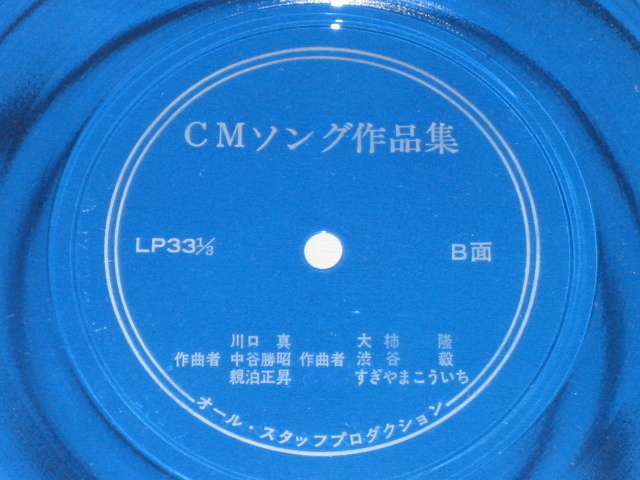 CMソング作品集
LP33⅓
B面
川口 真 大柿 隆
作曲者 中谷勝昭 作曲者 渋谷 毅
親泊正昇 すぎやまこういち
オール・スタッフプロダクション